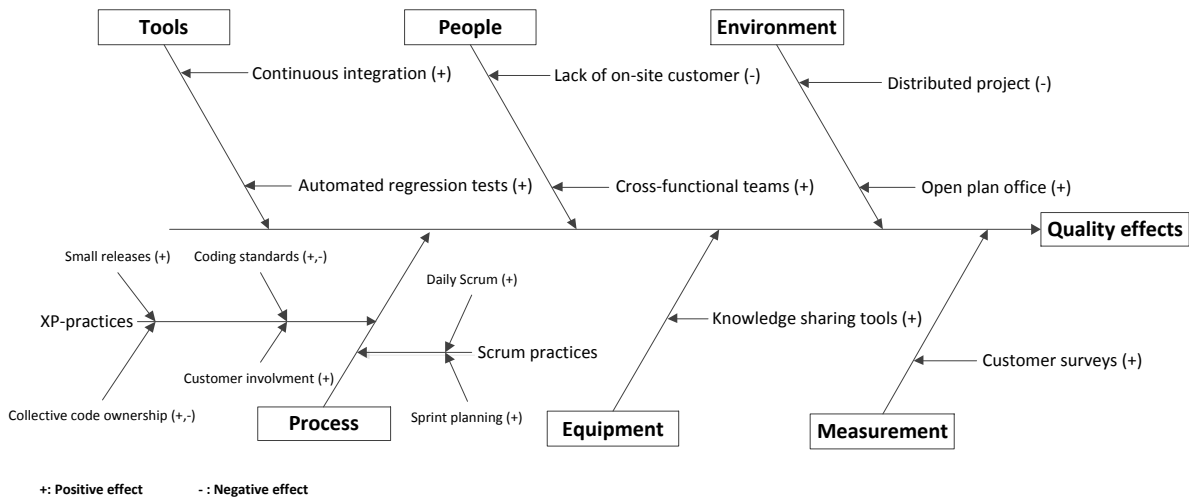 Tools
People
Environment
Continuous integration (+)
Lack of on-site customer (-)
Distributed project (-)
Automated regression tests (+)
Cross-functional teams (+)
Open plan office (+)
Quality effects
Small releases (+)
Coding standards (+,-)
Daily Scrum (+)
XP-practices
Knowledge sharing tools (+)
Scrum practices
Customer surveys (+)
Customer involvment (+)
Collective code ownership (+,-)
Sprint planning (+)
Process
Equipment
Measurement
+: Positive effect
- : Negative effect